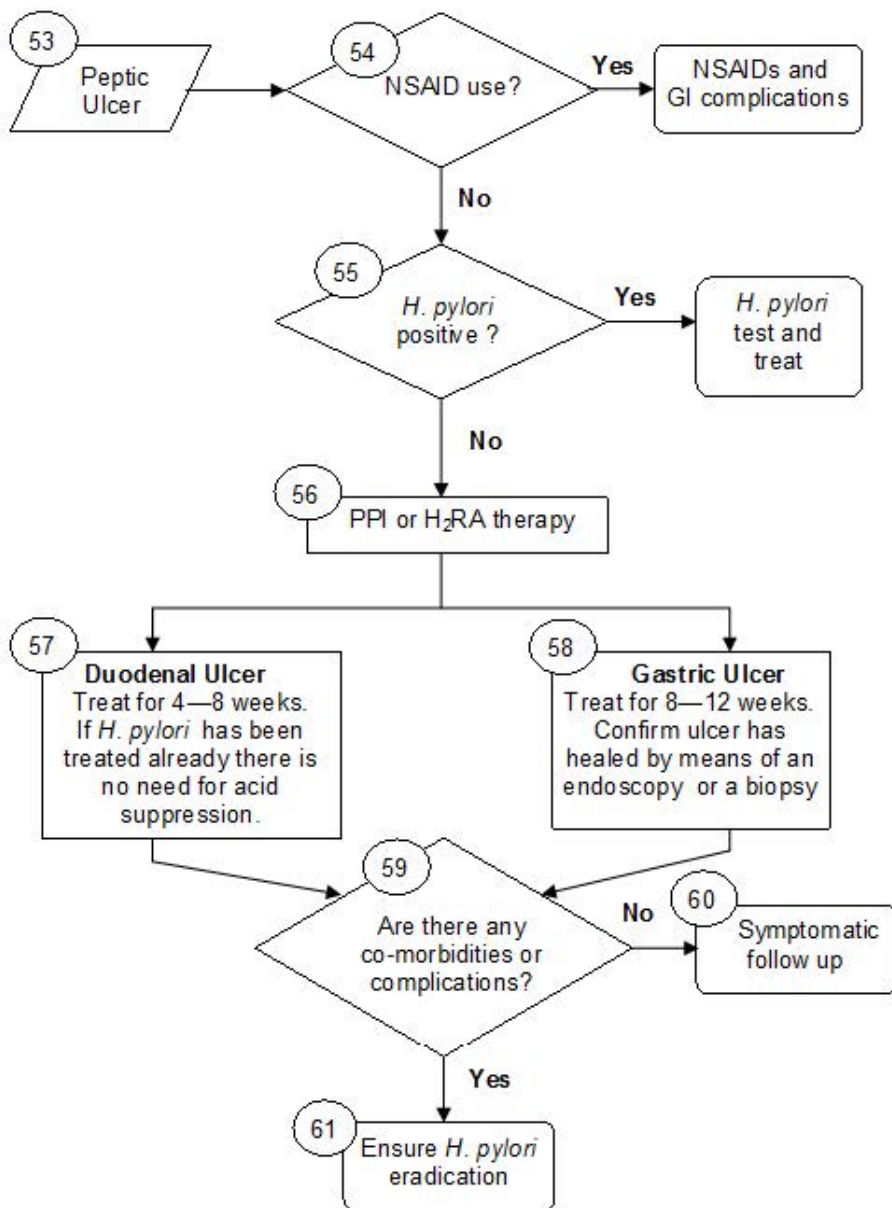 53
Peptic
Ulcer
54
NSAID use?
Yes
NSAIDs and
GI complications
No
55
H. pylori
positive ?
Yes
H. pylori
test and
treat
No
56
PPI or H₂RA therapy
57
Duodenal Ulcer
Treat for 4—8 weeks.
If H. pylori has been
treated already there is
no need for acid
suppression.
58
Gastric Ulcer
Treat for 8—12 weeks.
Confirm ulcer has
healed by means of an
endoscopy or a biopsy
59
Are there any
co-morbidities or
complications?
No
60
Symptomatic
follow up
Yes
61
Ensure H. pylori
eradication